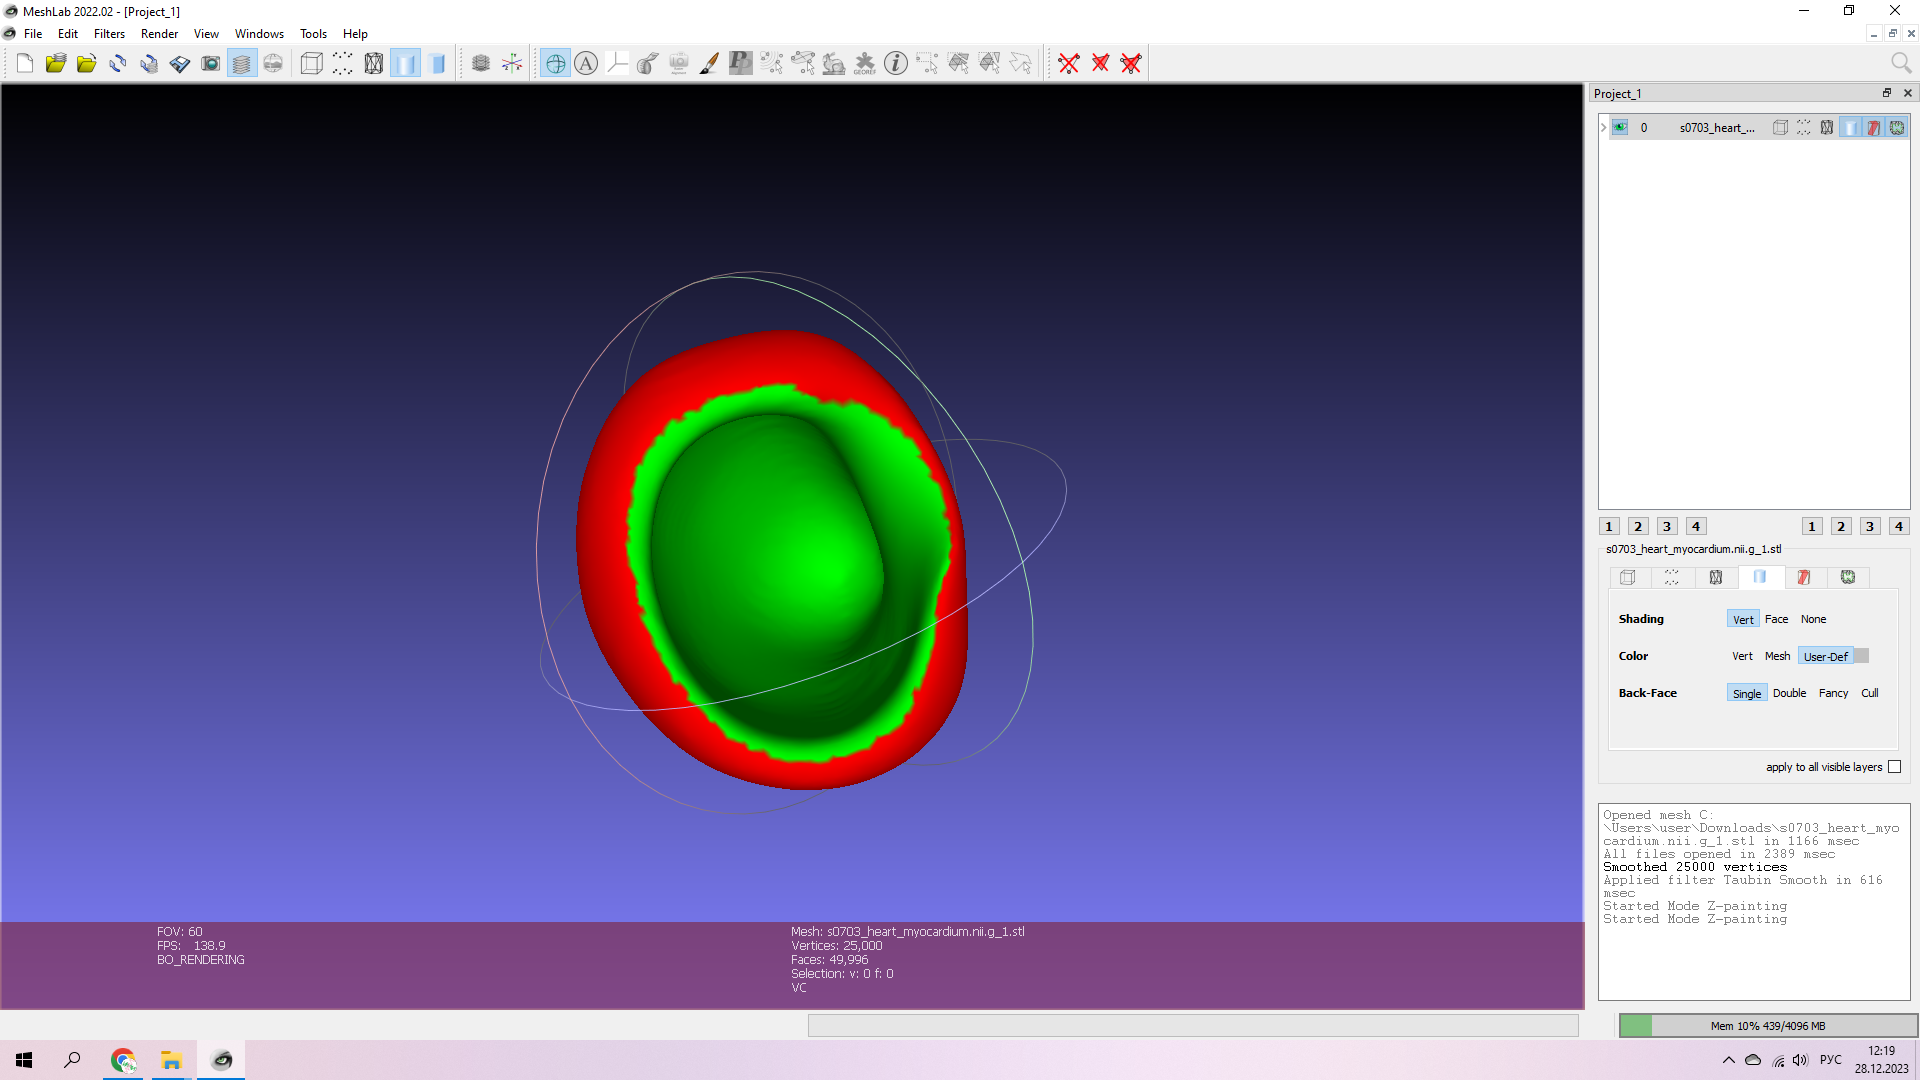 MeshLab 2022.02 - [Project_1]
File Edit Filters Render View Windows Tools Help
A
GEOREF
Project_1
0 s0703_heart_...
1 2 3 4 1 2 3 4
s0703_heart_myocardium.nii.g_1.stl
Shading Vert Face None
Color Vert Mesh User-Def
Back-Face Single Double Fancy Cull
apply to all visible layers
Opened mesh C:
\Users\user\Downloads\s0703_heart_myo
cardium.nii.g_1.stl in 1166 msec
All files opened in 2389 msec
Smoothed 25000 vertices
Applied filter Taubin Smooth in 616
msec
Started Mode Z-painting
Started Mode Z-painting
FOV: 60
FPS: 138.9
BO_RENDERING
Mesh: s0703_heart_myocardium.nii.g_1.stl
Vertices: 25,000
Faces: 49,996
Selection: v: 0 f: 0
VC
Mem 10% 439/4096 MB
РУС
12:19
28.12.2023